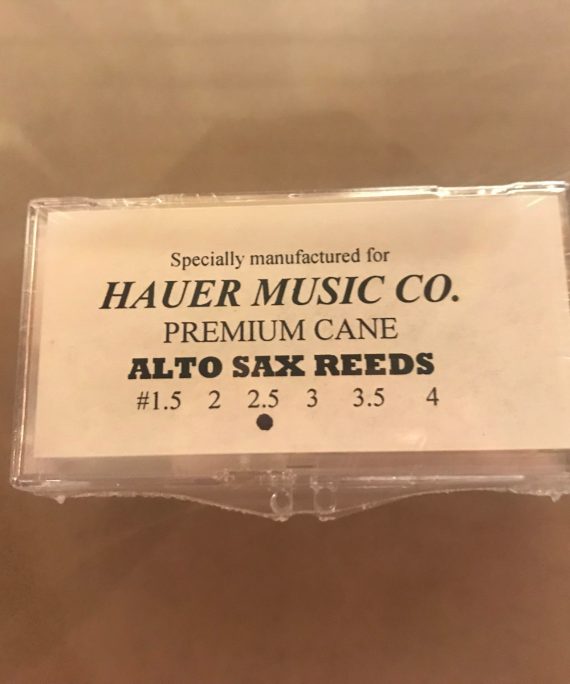 Specially manufactured for
HAUER MUSIC CO.
PREMIUM CANE
ALTO SAX REEDS
#1.5 2 2.5 3 3.5 4